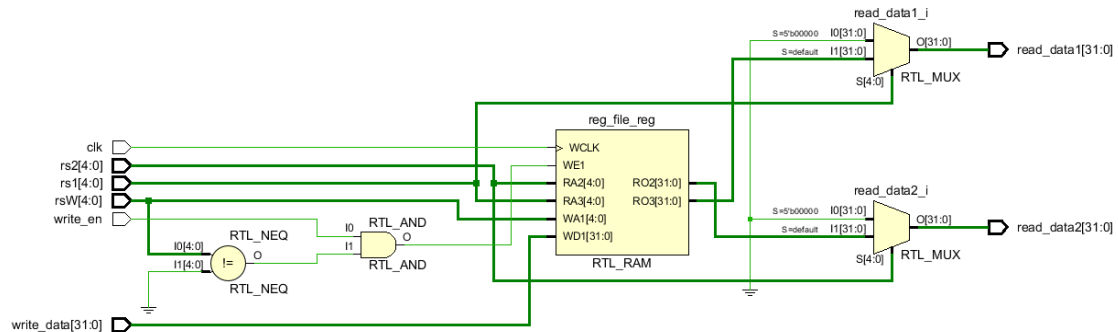 read_data1_i
S=5'b00000 I0[31:0]
S=default I1[31:0]
O[31:0]
read_data1[31:0]
S[4:0]
RTL_MUX
reg_file_reg
clk
rs2[4:0]
rs1[4:0]
rsW[4:0]
write_en
WCLK
WE1
RA2[4:0]
RA3[4:0]
WA1[4:0]
WD1[31:0]
RO2[31:0]
RO3[31:0]
RTL_RAM
read_data2_i
S=5'b00000 I0[31:0]
S=default I1[31:0]
O[31:0]
read_data2[31:0]
S[4:0]
RTL_MUX
RTL_AND
I0
I1
O
RTL_AND
RTL_NEQ
I0[4:0]
I1[4:0]
!=
O
RTL_NEQ
write_data[31:0]